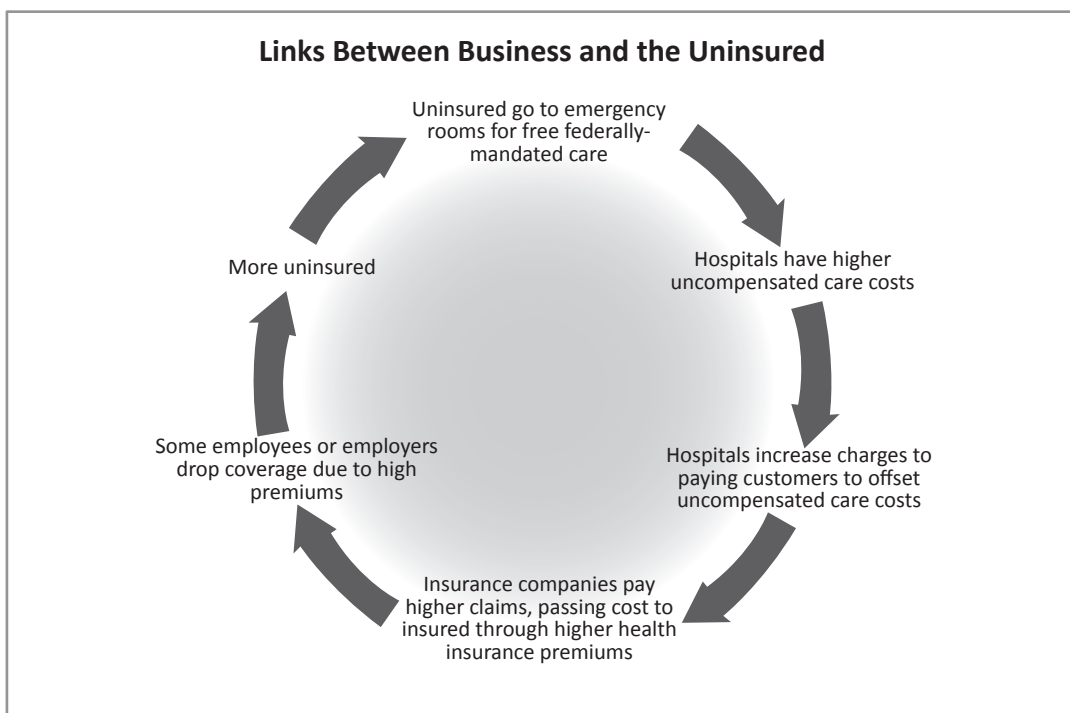 Links Between Business and the Uninsured
Uninsured go to emergency
rooms for free federally-
mandated care
Hospitals have higher
uncompensated care costs
Hospitals increase charges to
paying customers to offset
uncompensated care costs
Insurance companies pay
higher claims, passing cost to
insured through higher health
insurance premiums
Some employees or employers
drop coverage due to high
premiums
More uninsured